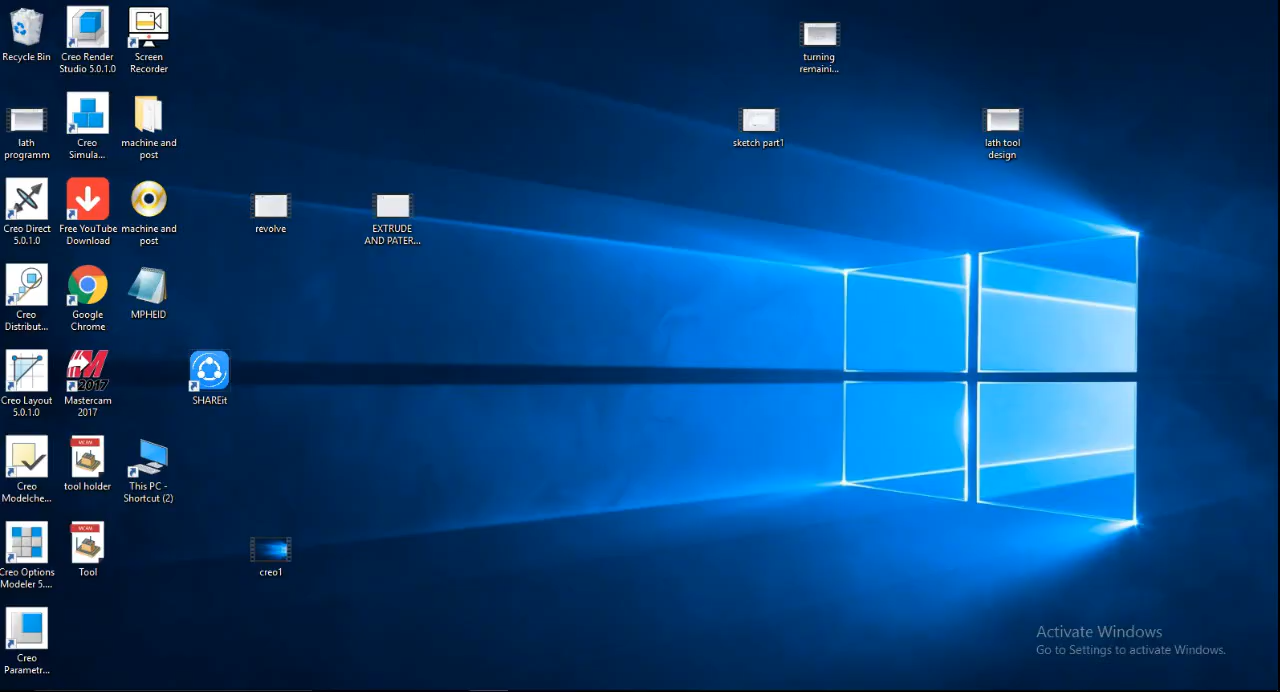 Recycle Bin
Creo Render
Studio 5.0.1.0
Screen
Recorder
turning
remaini...
lath
programm
Creo
Simula...
machine and
post
sketch part1
lath tool
design
Creo Direct
5.0.1.0
Free YouTube
Download
machine and
post
revolve
EXTRUDE
AND PATER...
Creo
Distribut...
Google
Chrome
MPHEID
Creo Layout
5.0.1.0
2017
Mastercam
2017
SHAREit
Creo
Modelche...
MCAM
tool holder
This PC -
Shortcut (2)
Creo Options
Modeler 5....
MCAM
Tool
creo1
Creo
Parametr...
Activate Windows
Go to Settings to activate Windows.